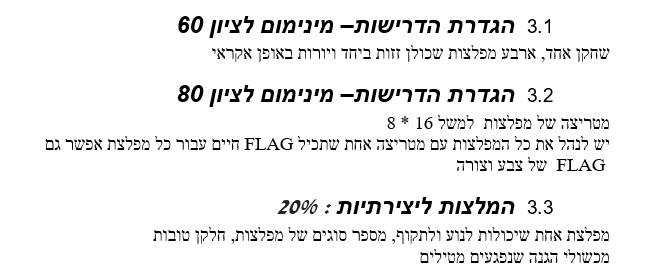 3.1 הגדרת הדרישות– מינימום לציון 60
שחקן אחד, ארבע מפלצות שכולן זזות ביחד ויורות באופן אקראי
3.2 הגדרת הדרישות– מינימום לציון 80
מטריצה של מפלצות למשל 16 * 8
יש לנהל את כל המפלצות עם מטריצה אחת שתכיל FLAG חיים עבור כל מפלצת אפשר גם
FLAG של צבע וצורה
3.3 המלצות ליצירתיות : 20%
מפלצת אחת שיכולות לנוע ולתקוף, מספר סוגים של מפלצות, חלקן טובות
מכשולי הגנה שנפגעים מטילים